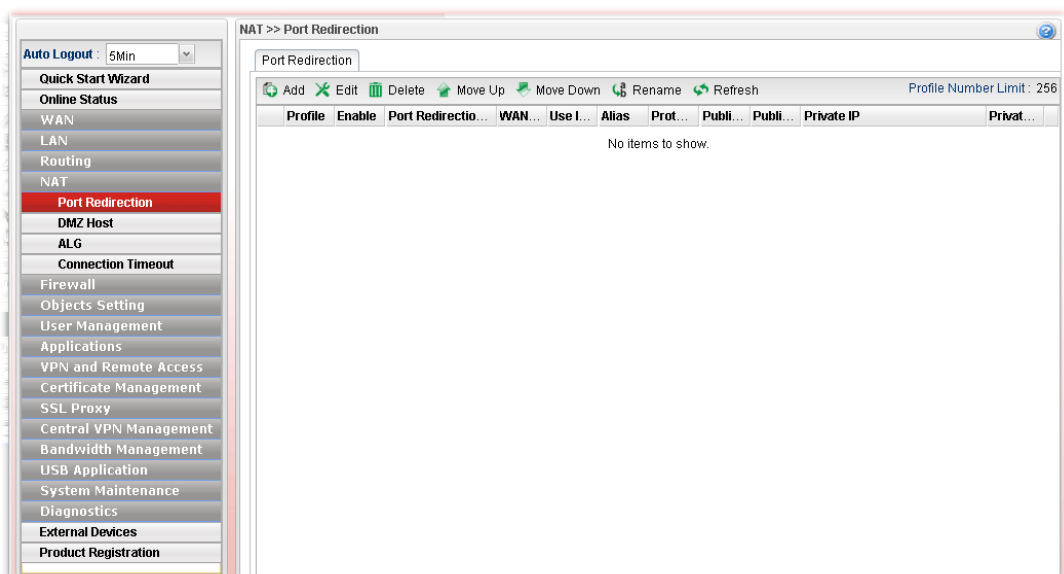 NAT >> Port Redirection
Auto Logout : 5Min
Quick Start Wizard
Online Status
WAN
LAN
Routing
NAT
Port Redirection
DMZ Host
ALG
Connection Timeout
Firewall
Objects Setting
User Management
Applications
VPN and Remote Access
Certificate Management
SSL Proxy
Central VPN Management
Bandwidth Management
USB Application
System Maintenance
Diagnostics
External Devices
Product Registration
Port Redirection
Add Edit Delete Move Up Move Down Rename Refresh Profile Number Limit : 256
Profile Enable Port Redirectio... WAN... Use I... Alias Prot... Publi... Publi... Private IP Privat...
No items to show.